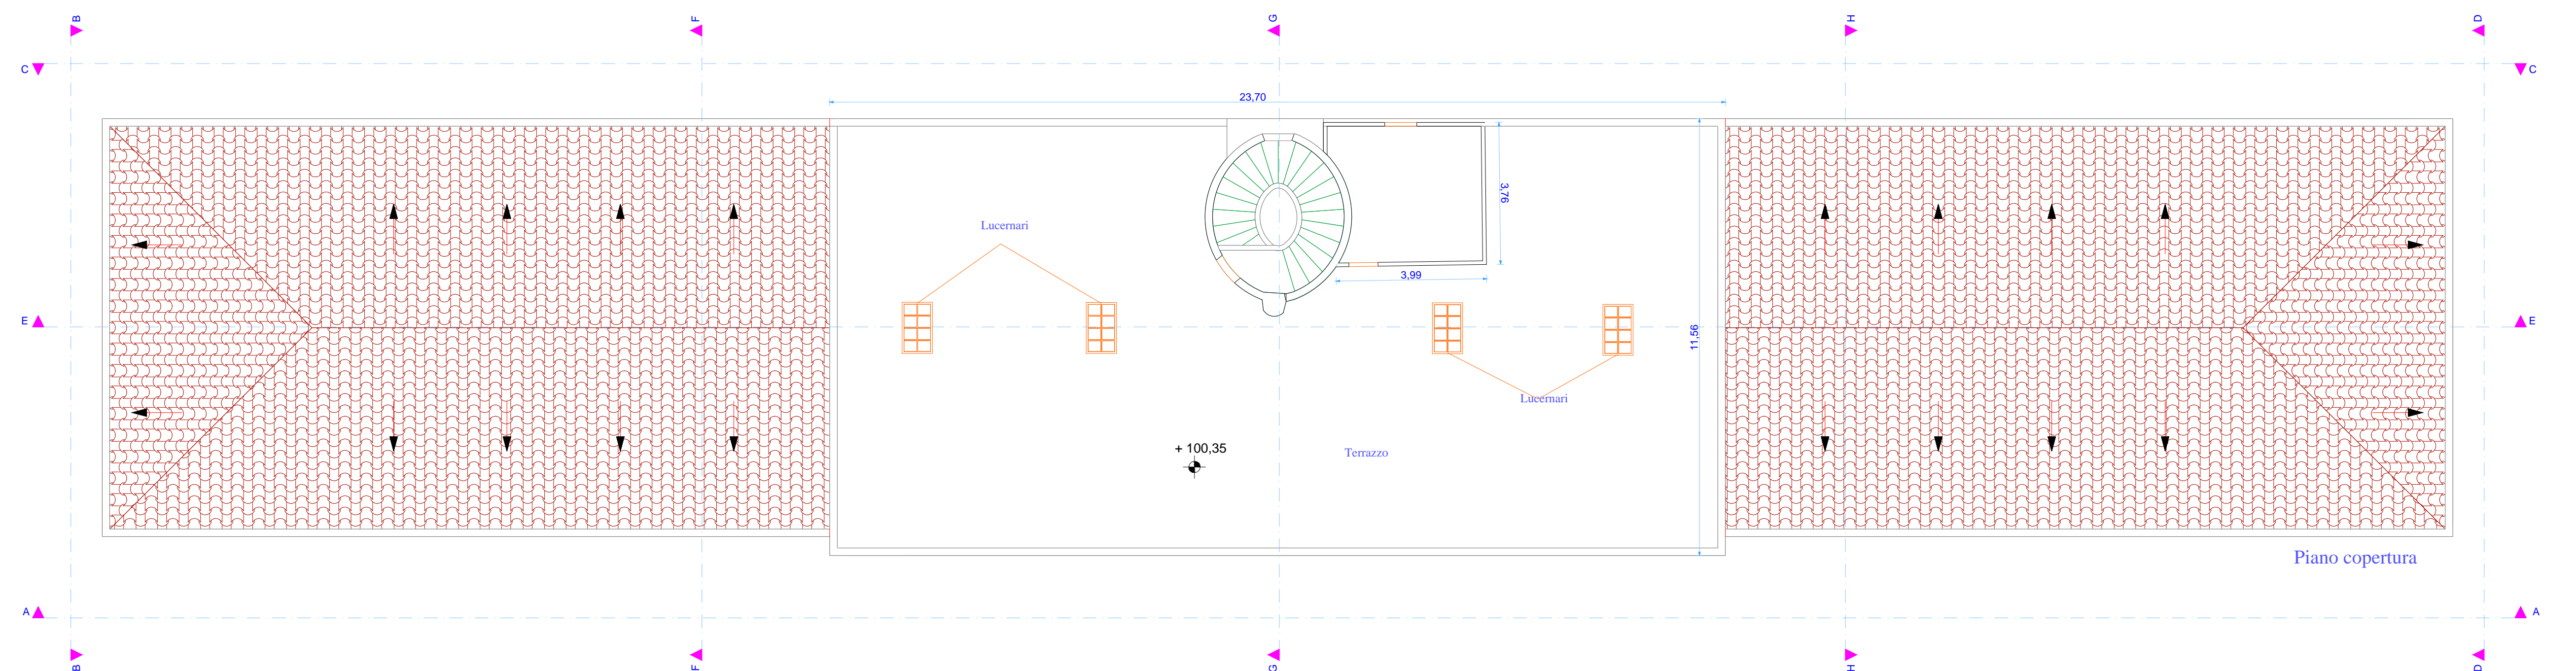 B F G H D
C C
23,70
3,76
Lucernari
3,99
E E
11,56
Lucernari
+ 100,35
Terrazzo
Piano copertura
A A
B F G H D